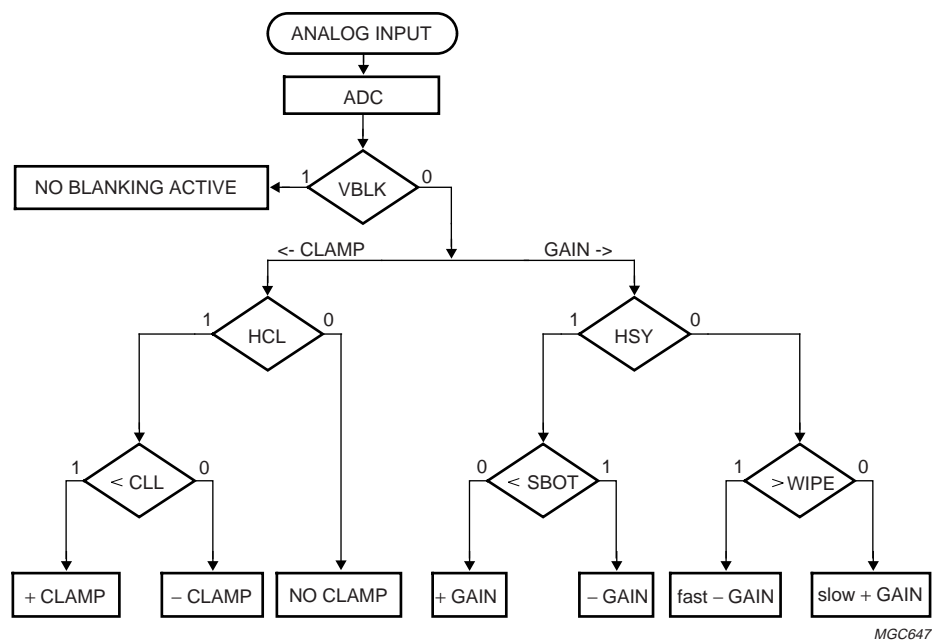 ANALOG INPUT
ADC
NO BLANKING ACTIVE
1
VBLK
0
<- CLAMP
GAIN ->
1
HCL
0
1
HSY
0
1
< CLL
0
0
< SBOT
1
1
> WIPE
0
+ CLAMP
− CLAMP
NO CLAMP
+ GAIN
− GAIN
fast − GAIN
slow + GAIN
MGC647